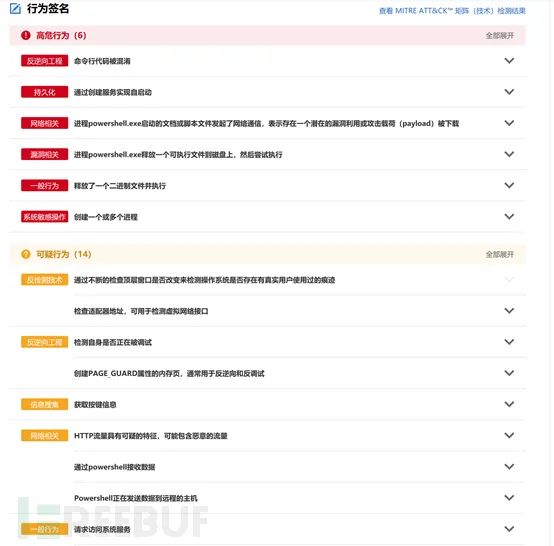 行为签名
查看 MITRE ATT&CK™ 矩阵（技术）检测结果
高危行为（6）
全部展开
反逆向工程 命令行代码被混淆
持久化 通过创建服务实现自启动
网络相关 进程powershell.exe启动的文档或脚本文件发起了网络通信，表示存在一个潜在的漏洞利用或攻击载荷（payload）被下载
漏洞相关 进程powershell.exe释放一个可执行文件到磁盘上，然后尝试执行
一般行为 释放了一个二进制文件并执行
系统敏感操作 创建一个或多个进程
可疑行为（14）
全部展开
反检测技术 通过不断的检查顶层窗口是否改变来检测操作系统是否存在有真实用户使用过的痕迹
检查适配器地址，可用于检测虚拟网络接口
反逆向工程 检测自身是否正在被调试
创建PAGE_GUARD属性的内存页，通常用于反逆向和反调试
信息搜集 获取按键信息
网络相关 HTTP流量具有可疑的特征，可能包含恶意的流量
通过powershell接收数据
Powershell正在发送数据到远程的主机
一般行为 请求访问系统服务
FREEBUF